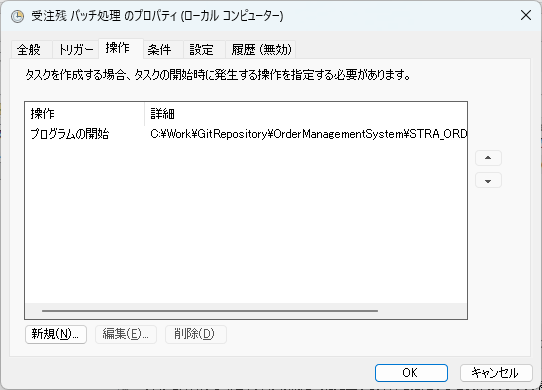 受注残 バッチ処理 のプロパティ (ローカル コンピューター)
全般 トリガー 操作 条件 設定 履歴 (無効)
タスクを作成する場合、タスクの開始時に発生する操作を指定する必要があります。
操作 詳細
プログラムの開始 C:¥Work¥GitRepository¥OrderManagementSystem¥STRA_ORD
新規(N)... 編集(E)... 削除(D)
OK キャンセル